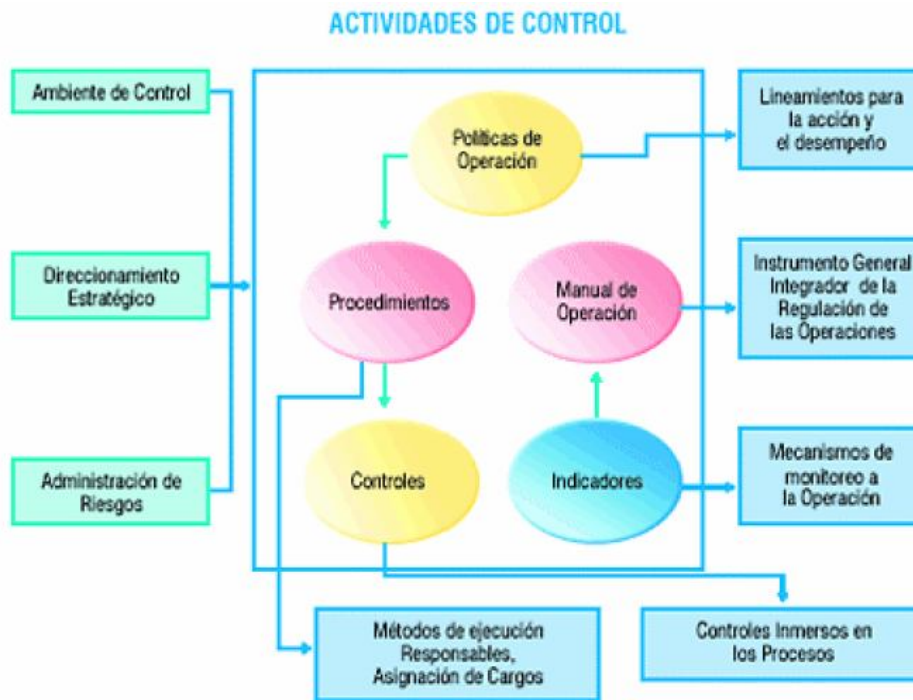 ACTIVIDADES DE CONTROL
Ambiente de Control
Direccionamiento
Estratégico
Administración de
Riesgos
Políticas de
Operación
Procedimientos
Manual de
Operación
Controles
Indicadores
Lineamientos para
la acción y
el desempeño
Instrumento General
Integrador de la
Regulación de
las Operaciones
Mecanismos de
monitoreo a
la Operación
Métodos de ejecución
Responsables,
Asignación de Cargos
Controles Inmersos en
los Procesos